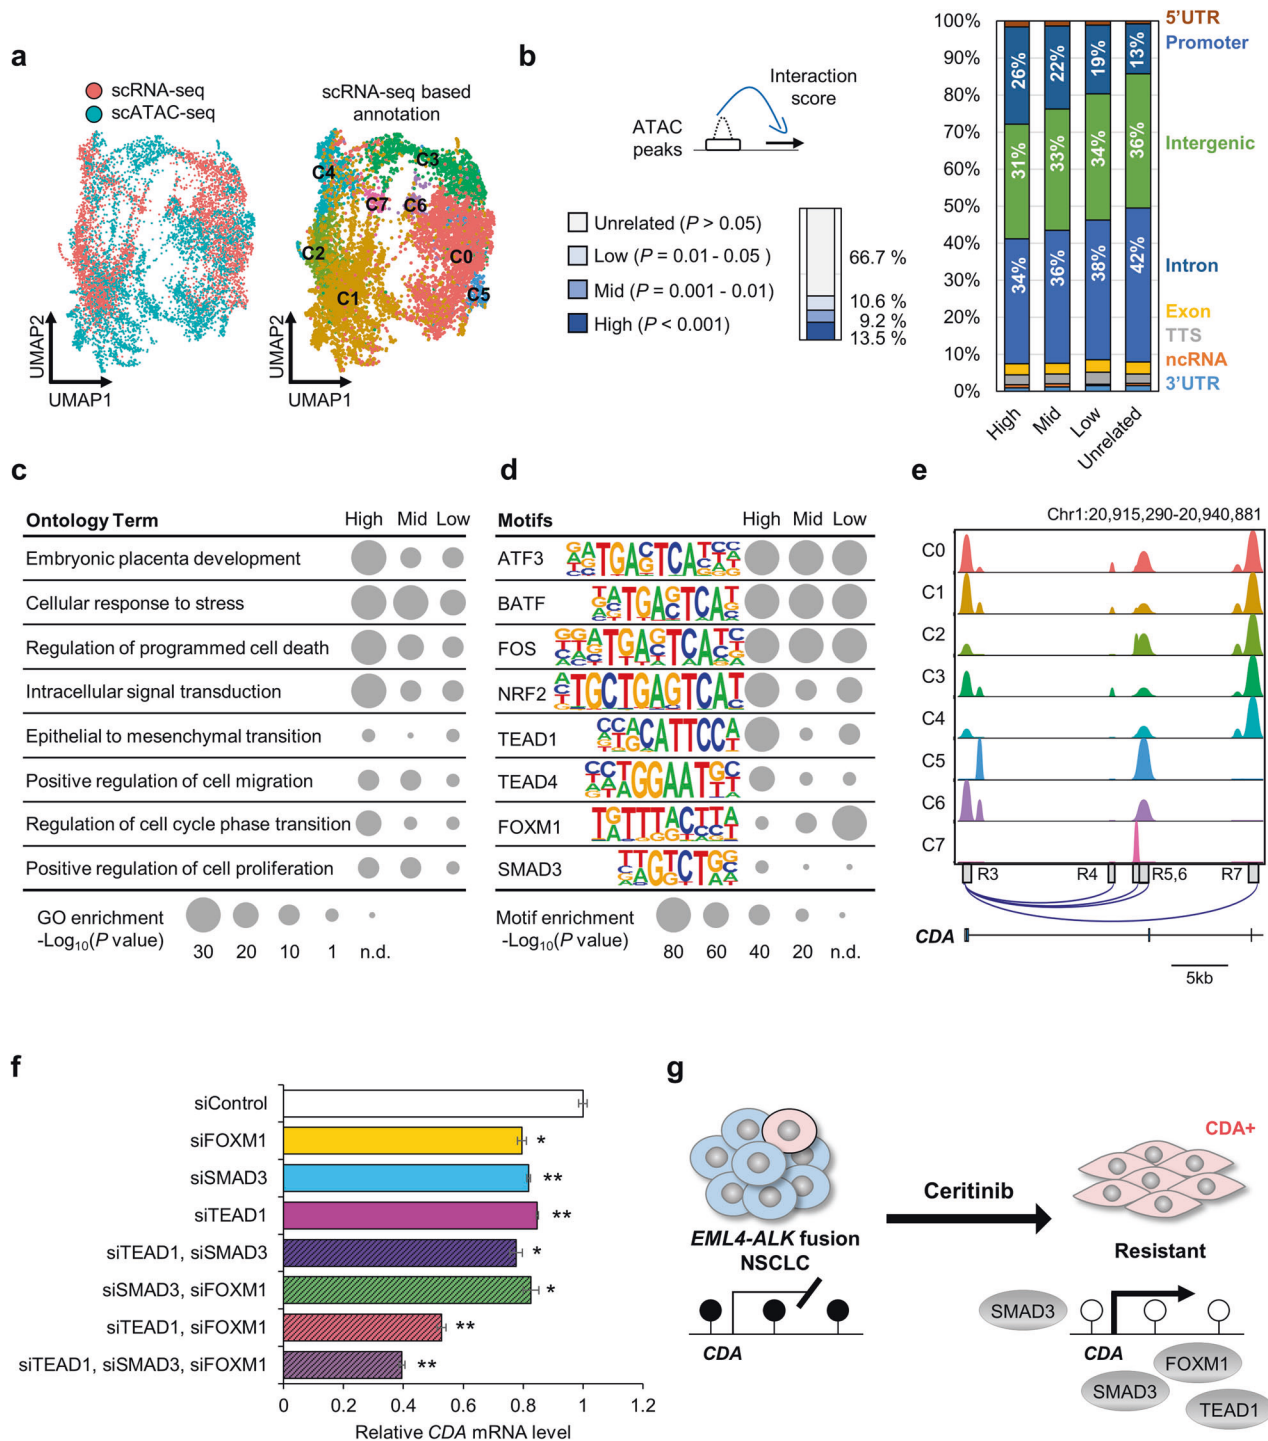 a
scRNA-seq
scATAC-seq
scRNA-seq based
annotation
C4
C3
C7
C6
C2
C0
C1
C5
UMAP2
UMAP1
UMAP2
UMAP1
b
Interaction
score
ATAC
peaks
Unrelated (P > 0.05)
Low (P = 0.01 - 0.05 )
Mid (P = 0.001 - 0.01)
High (P < 0.001)
66.7 %
10.6 %
9.2 %
13.5 %
100%
90%
80%
70%
60%
50%
40%
30%
20%
10%
0%
26% 22% 19% 13%
31% 33% 34% 36%
34% 36% 38% 42%
High
Mid
Low
Unrelated
5'UTR
Promoter
Intergenic
Intron
Exon
TTS
ncRNA
3'UTR
c
Ontology Term High Mid Low
Embryonic placenta development
Cellular response to stress
Regulation of programmed cell death
Intracellular signal transduction
Epithelial to mesenchymal transition
Positive regulation of cell migration
Regulation of cell cycle phase transition
Positive regulation of cell proliferation
GO enrichment
-Log10(P value)
30 20 10 1 n.d.
d
Motifs High Mid Low
ATF3
BATF
FOS
NRF2
TEAD1
TEAD4
FOXM1
SMAD3
Motif enrichment
-Log10(P value)
80 60 40 20 n.d.
e
Chr1:20,915,290-20,940,881
C0
C1
C2
C3
C4
C5
C6
C7
R3 R4 R5,6 R7
CDA
5kb
f
siControl
siFOXM1 *
siSMAD3 **
siTEAD1 **
siTEAD1, siSMAD3 *
siSMAD3, siFOXM1 *
siTEAD1, siFOXM1 **
siTEAD1, siSMAD3, siFOXM1 **
0 0.2 0.4 0.6 0.8 1 1.2
Relative CDA mRNA level
g
CDA+
Ceritinib
EML4-ALK fusion
NSCLC
Resistant
CDA
SMAD3
CDA
FOXM1
SMAD3
TEAD1